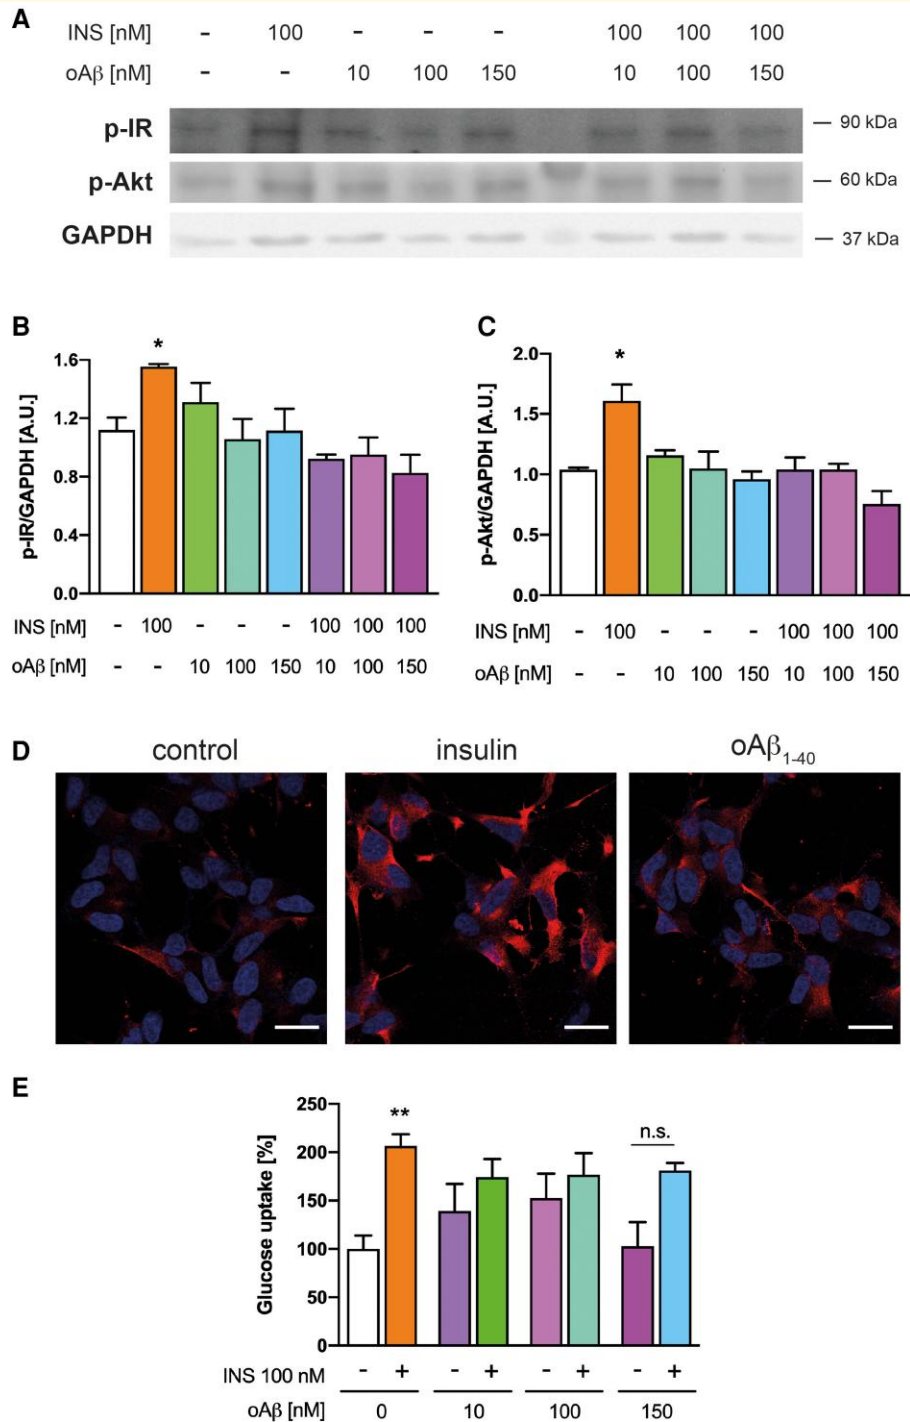 A
INS [nM] - 100 - - - 100 100 100
oAβ [nM] - - 10 100 150 10 100 150
p-IR — 90 kDa
p-Akt — 60 kDa
GAPDH — 37 kDa
B
*
p-IR/GAPDH [A.U.]
1.6
1.2
0.8
0.4
0.0
INS [nM] - 100 - - - 100 100 100
oAβ [nM] - - 10 100 150 10 100 150
C
*
p-Akt/GAPDH [A.U.]
2.0
1.5
1.0
0.5
0.0
INS [nM] - 100 - - - 100 100 100
oAβ [nM] - - 10 100 150 10 100 150
D
control insulin oAβ1-40
E
Glucose uptake [%]
250
200
150
100
50
0
**
n.s.
INS 100 nM - + - + - + - +
oAβ [nM] 0 10 100 150